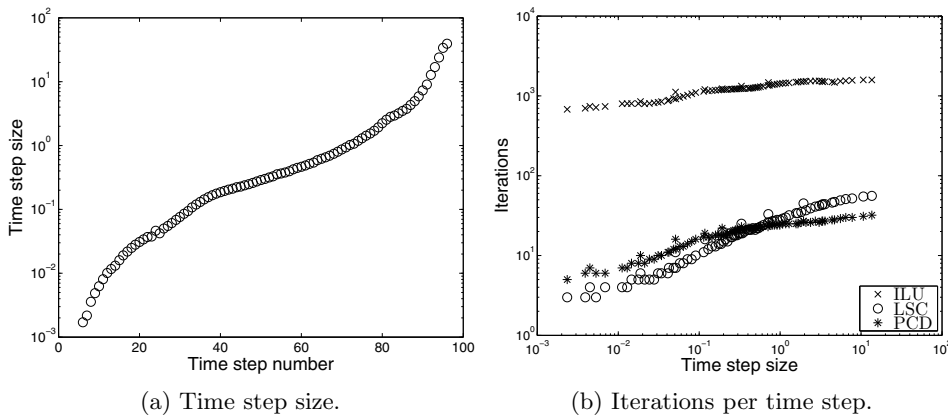 10^2
10^1
10^0
10^-1
10^-2
10^-3
Time step size
0
20
40
60
80
100
Time step number
(a) Time step size.
10^4
10^3
10^2
10^1
10^0
Iterations
ILU
LSC
PCD
10^-3
10^-2
10^-1
10^0
10^1
10^2
Time step size
(b) Iterations per time step.